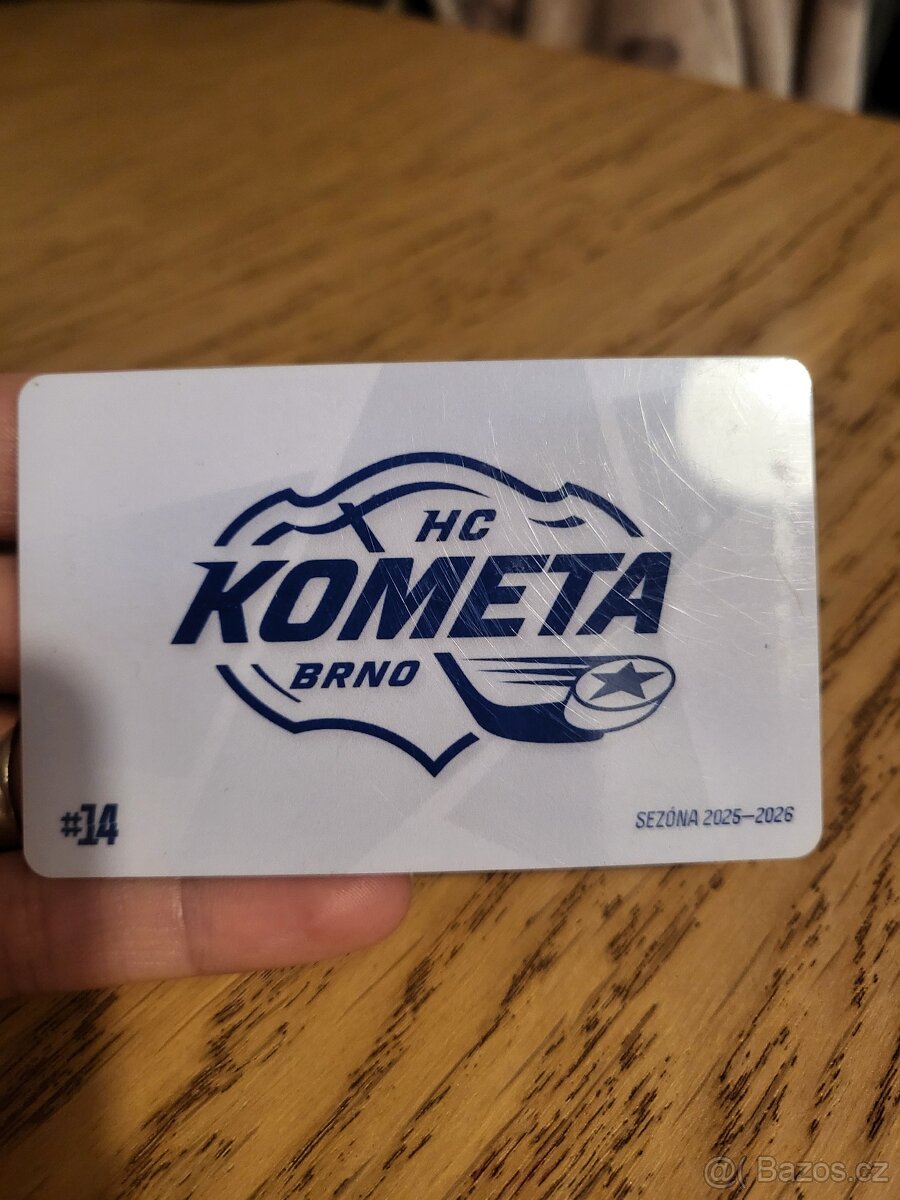 HC
KOMETA
BRNO
#14
SEZÓNA 2025—2026
@ Bazos.cz